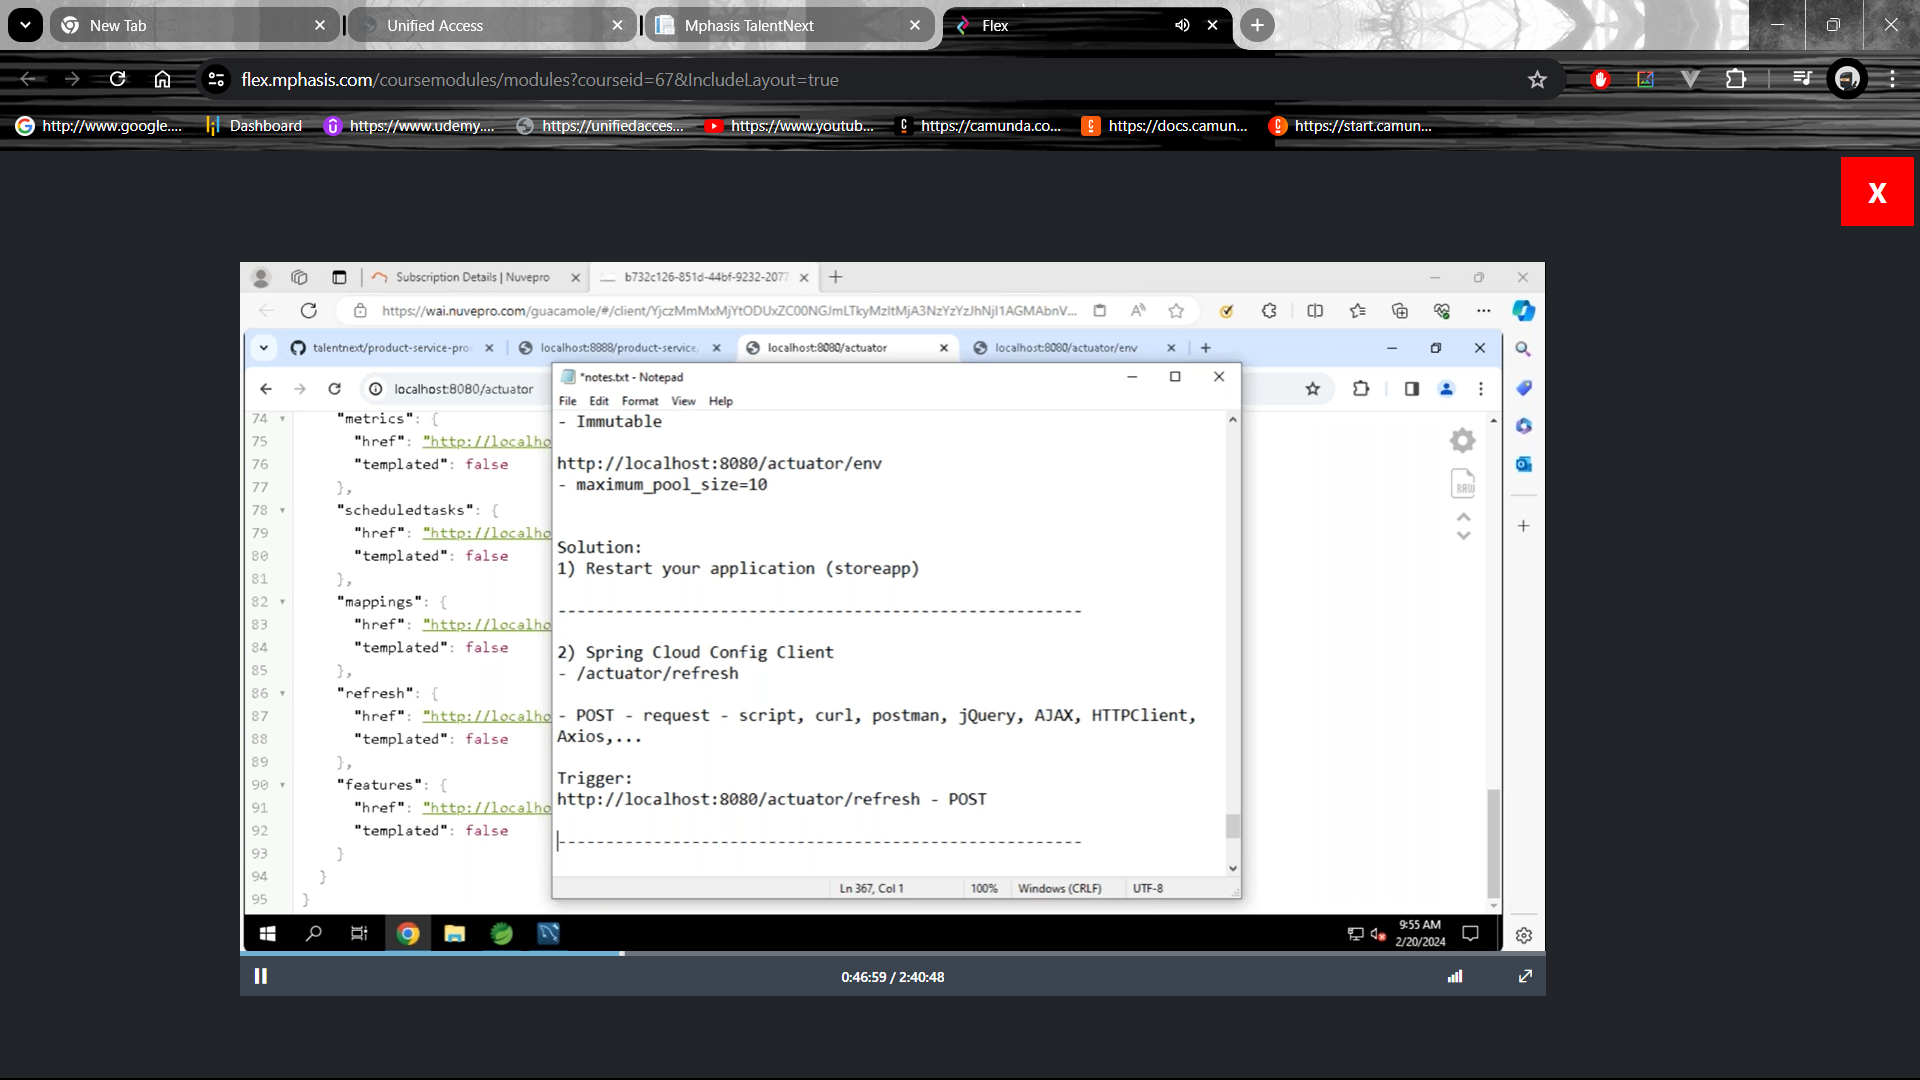 New Tab
Unified Access
Mphasis TalentNext
Flex
flex.mphasis.com/coursemodules/modules?courseid=67&IncludeLayout=true
http://www.google....
Dashboard
https://www.udemy....
https://unifiedacces...
https://www.youtub...
https://camunda.co...
https://docs.camun...
https://start.camun...
X
Subscription Details | Nuvepro
b732c126-851d-44bf-9232-2077
https://wai.nuvepro.com/guacamole/#/client/YjczMmMxMjYtODUxZC00NGJmLTkyMzItMjA3NzYzYzJhNjI1AGMAbnV...
talentnext/product-service-pro
localhost:8888/product-service
localhost:8080/actuator
localhost:8080/actuator/env
localhost:8080/actuator
74 "metrics": {
75 "href": "http://localho
76 "templated": false
77 },
78 "scheduledtasks": {
79 "href": "http://localho
80 "templated": false
81 },
82 "mappings": {
83 "href": "http://localho
84 "templated": false
85 },
86 "refresh": {
87 "href": "http://localho
88 "templated": false
89 },
90 "features": {
91 "href": "http://localho
92 "templated": false
93 }
94 }
95 }
*notes.txt - Notepad
File Edit Format View Help
- Immutable
http://localhost:8080/actuator/env
- maximum_pool_size=10
Solution:
1) Restart your application (storeapp)
-------------------------------------------------------
2) Spring Cloud Config Client
- /actuator/refresh
- POST - request - script, curl, postman, jQuery, AJAX, HTTPClient,
Axios,...
Trigger:
http://localhost:8080/actuator/refresh - POST
-------------------------------------------------------
Ln 367, Col 1
100%
Windows (CRLF)
UTF-8
RAW
9:55 AM
2/20/2024
0:46:59 / 2:40:48